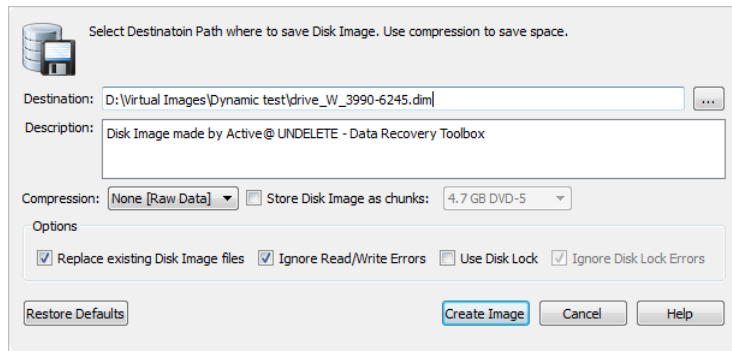 Select Destinatoin Path where to save Disk Image. Use compression to save space.
Destination: D:\Virtual Images\Dynamic test\drive_W_3990-6245.dim ...
Description: Disk Image made by Active@ UNDELETE - Data Recovery Toolbox
Compression: None [Raw Data] Store Disk Image as chunks: 4.7 GB DVD-5
Options
Replace existing Disk Image files Ignore Read/Write Errors Use Disk Lock Ignore Disk Lock Errors
Restore Defaults Create Image Cancel Help